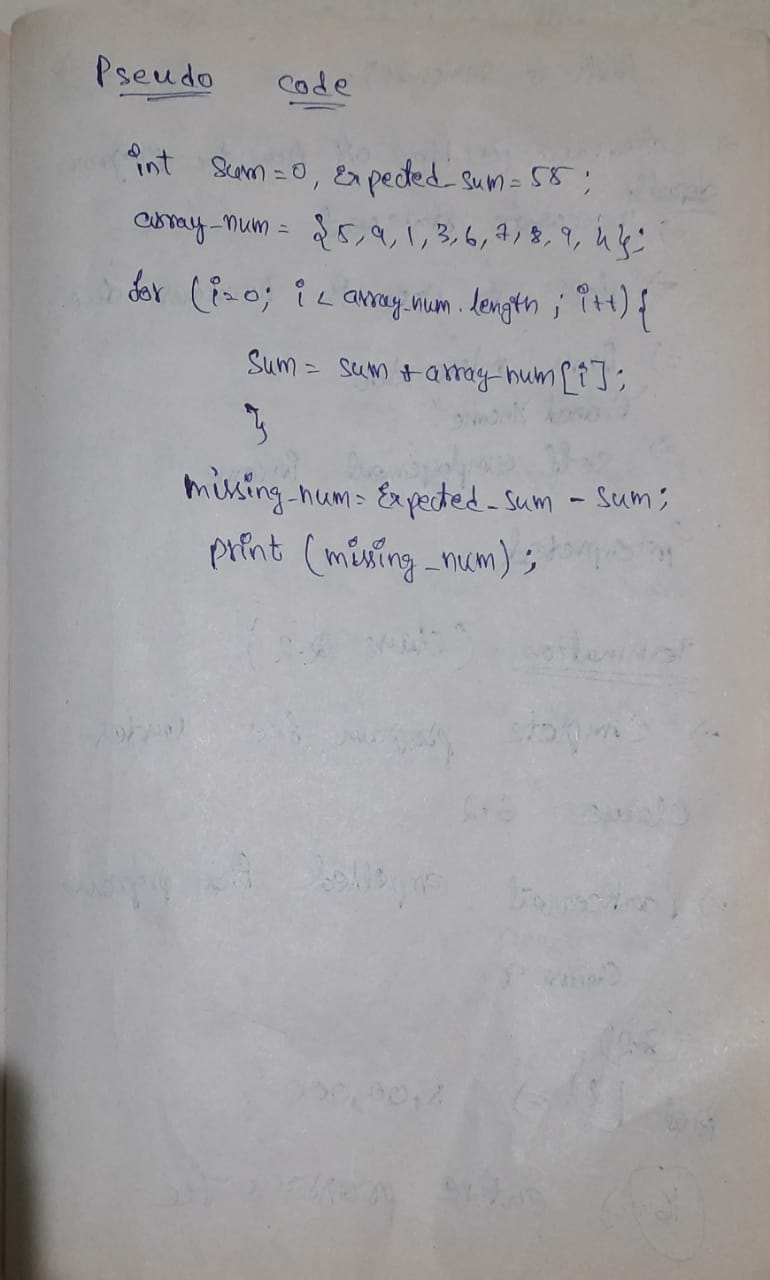 Pseudo code
int sum=0, Expected_sum=55;
array_num = {5,9,1,3,6,7,8,9,4};
for (i=0; i < array_num.length; i++) {
sum = sum + array_num[i];
}
missing_num = Expected_sum - sum;
print (missing_num);